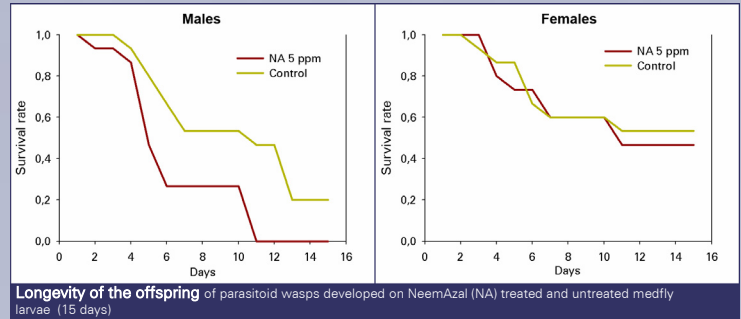 Males
Survival rate
1,0
0,8
0,6
0,4
0,2
0,0
NA 5 ppm
Control
0 2 4 6 8 10 12 14 16
Days
Females
Survival rate
1,0
0,8
0,6
0,4
0,2
0,0
NA 5 ppm
Control
0 2 4 6 8 10 12 14 16
Days
Longevity of the offspring of parasitoid wasps developed on NeemAzal (NA) treated and untreated medfly
larvae (15 days)